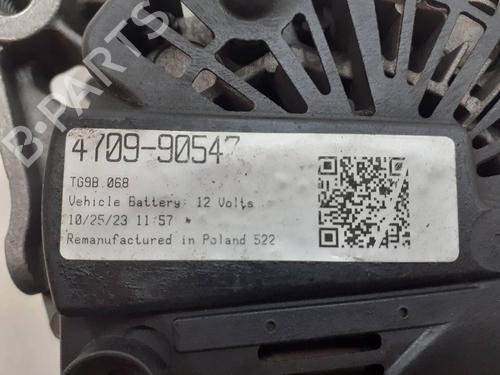 B-PARTS
4709-90547
TG9B.068
Vehicle Battery: 12 Volts
10/25/23 11:57
Remanufactured in Poland 522